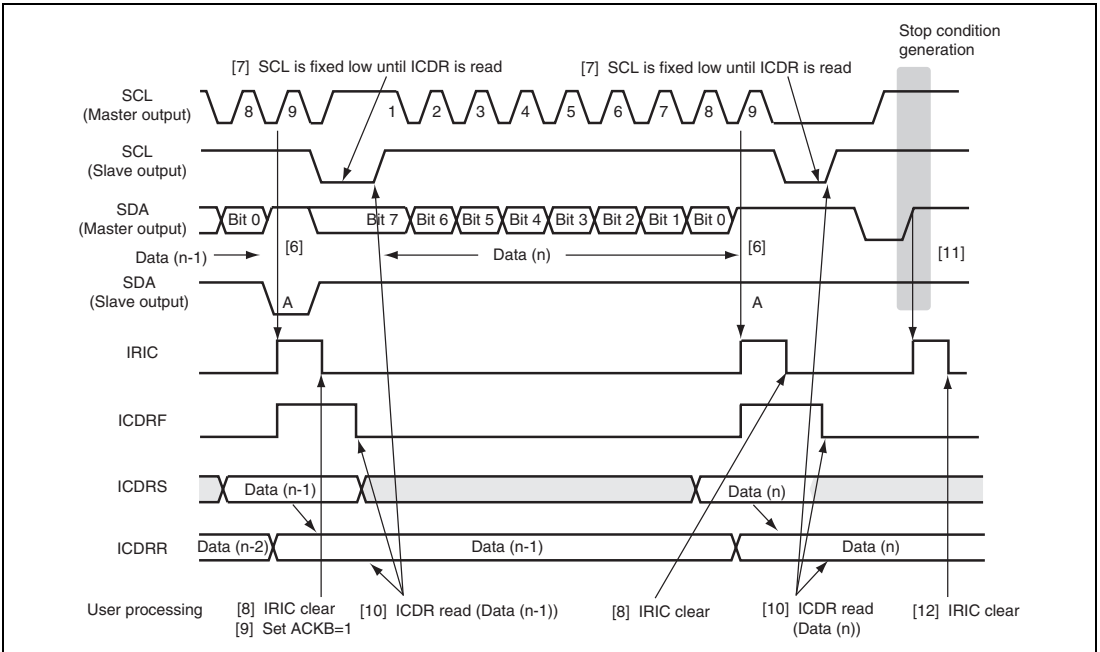 Stop condition
generation
[7] SCL is fixed low until ICDR is read
[7] SCL is fixed low until ICDR is read
SCL
(Master output)
8
9
1
2
3
4
5
6
7
8
9
SCL
(Slave output)
SDA
(Master output)
Bit 0
Bit 7
Bit 6
Bit 5
Bit 4
Bit 3
Bit 2
Bit 1
Bit 0
Data (n-1)
[6]
Data (n)
[6]
[11]
SDA
(Slave output)
A
A
IRIC
ICDRF
ICDRS
Data (n-1)
Data (n)
ICDRR
Data (n-2)
Data (n-1)
Data (n)
User processing
[8] IRIC clear
[9] Set ACKB=1
[10] ICDR read (Data (n-1))
[8] IRIC clear
[10] ICDR read
(Data (n))
[12] IRIC clear